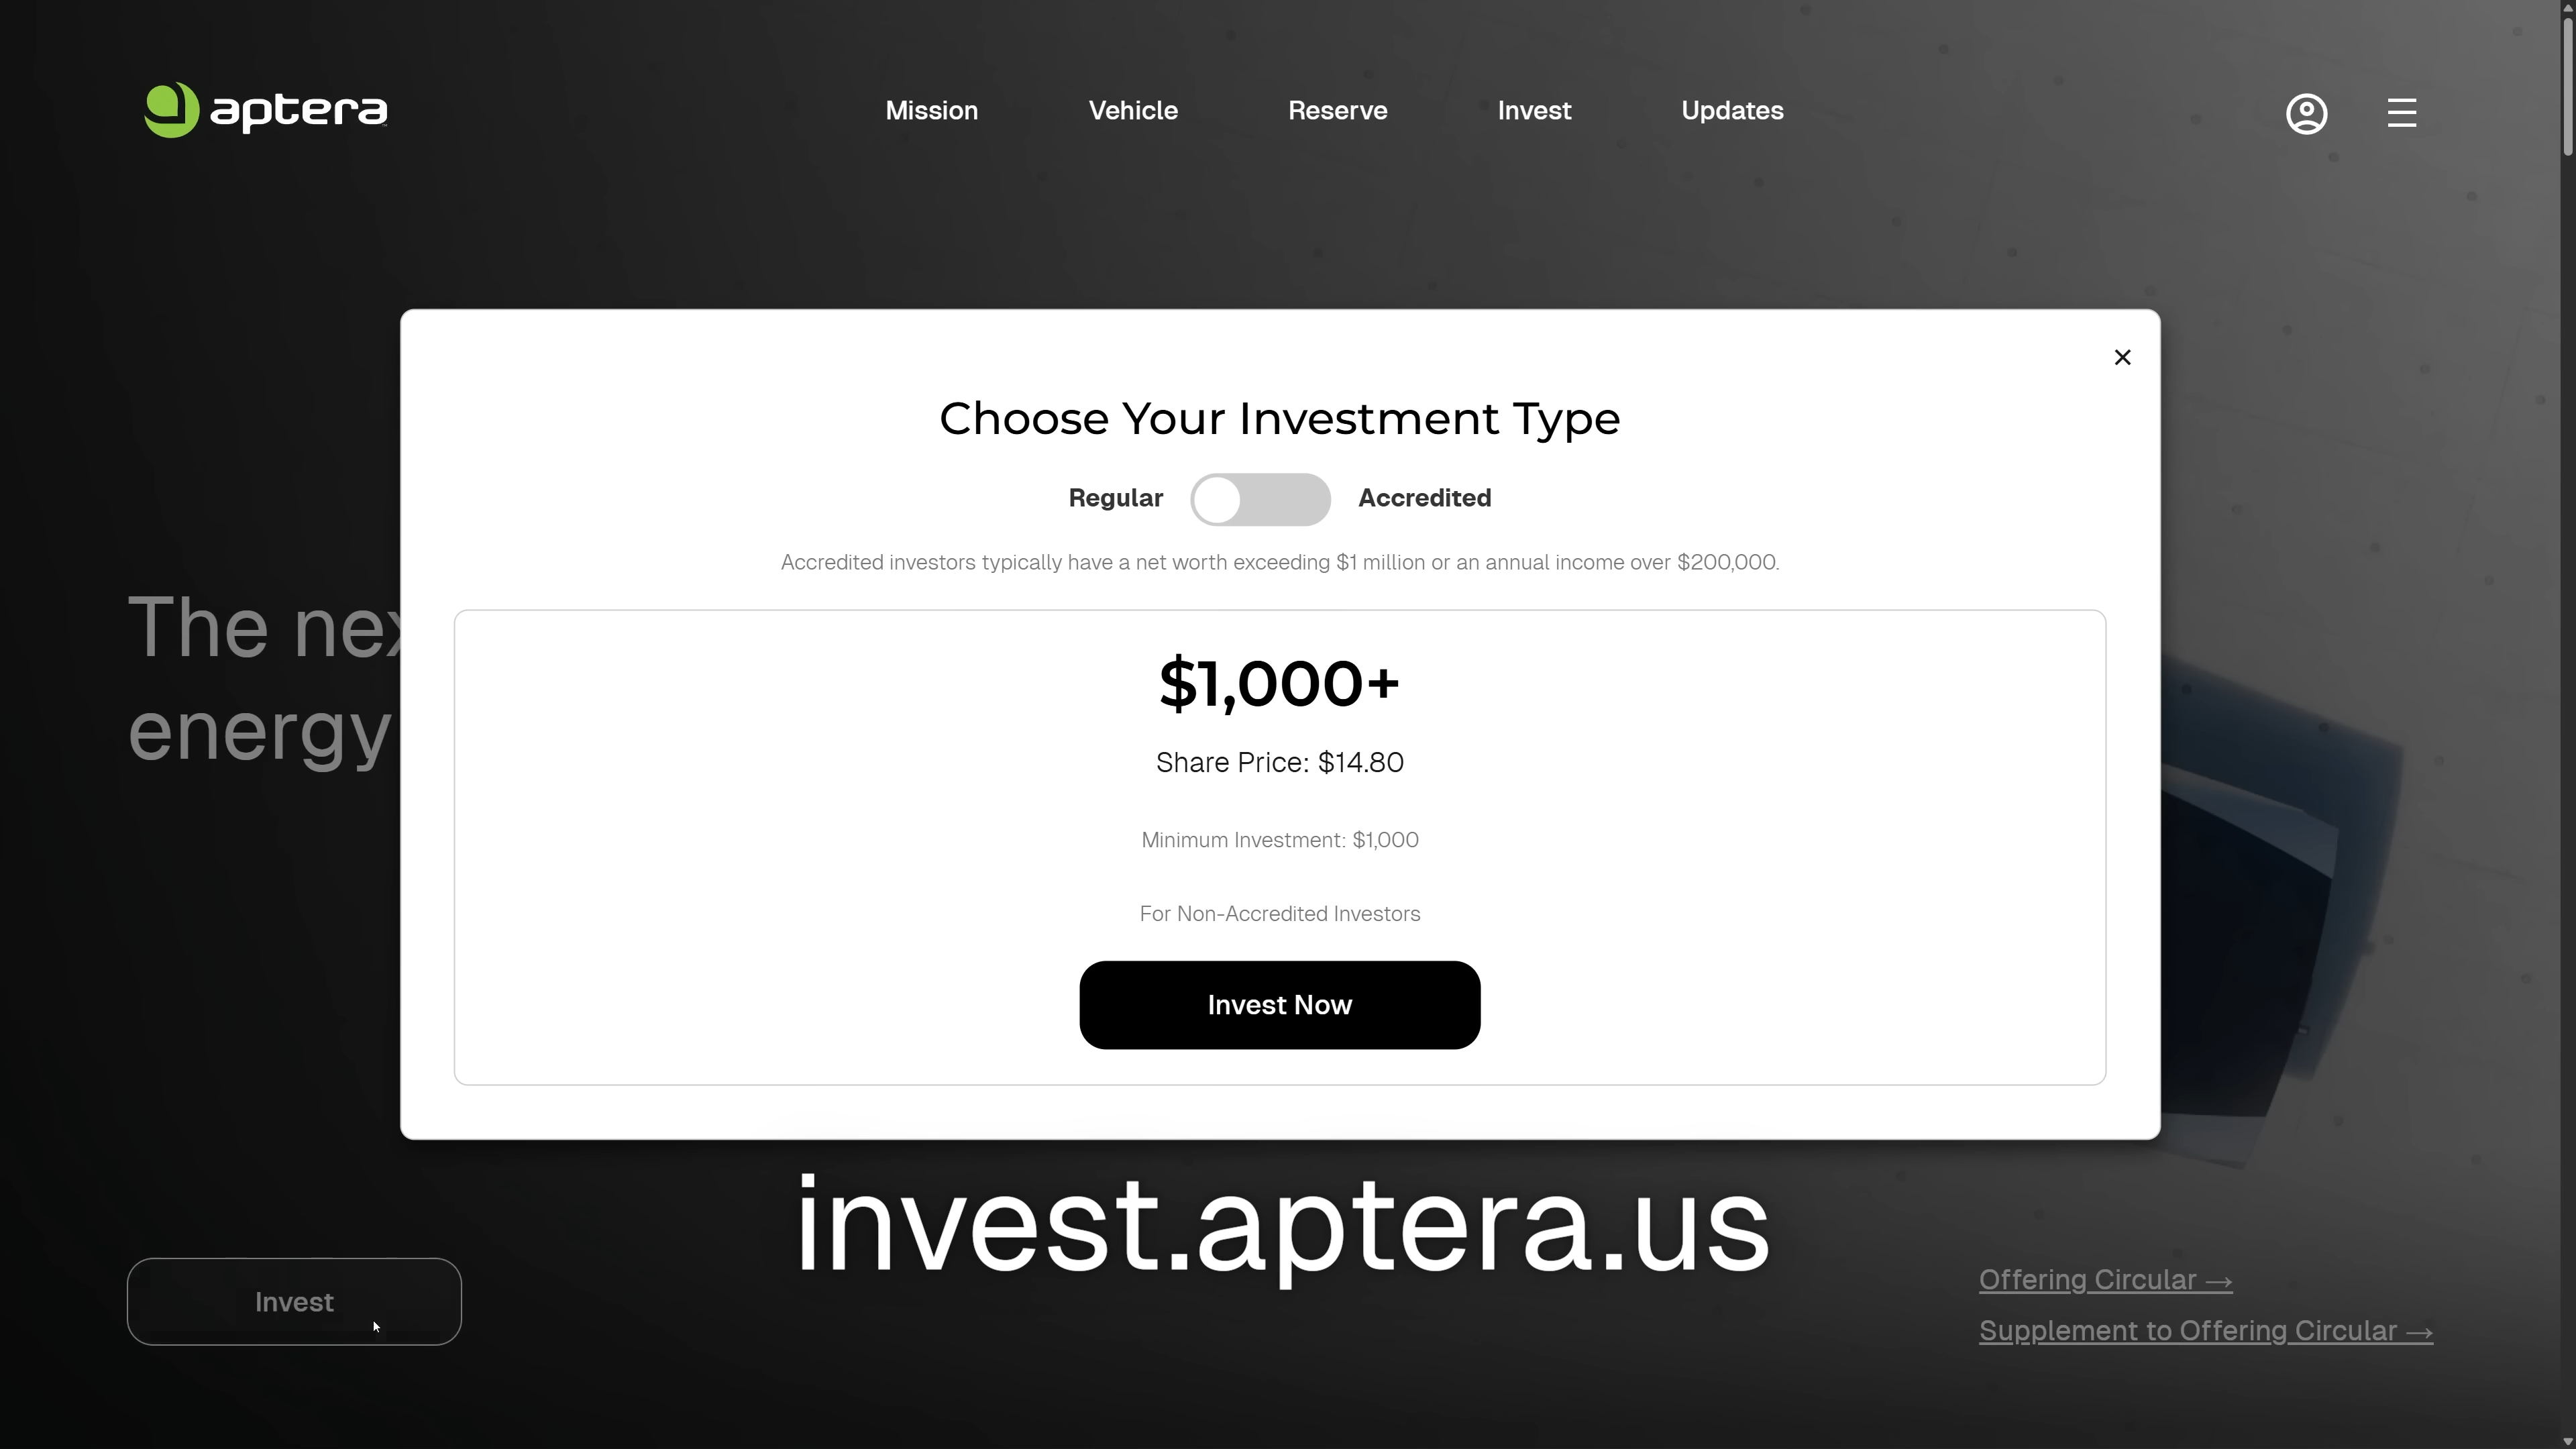 aptera
Mission
Vehicle
Reserve
Invest
Updates
Choose Your Investment Type
Regular
Accredited
Accredited investors typically have a net worth exceeding $1 million or an annual income over $200,000.
$1,000+
Share Price: $14.80
Minimum Investment: $1,000
For Non-Accredited Investors
Invest Now
The nex
energy
invest.aptera.us
Invest
Offering Circular →
Supplement to Offering Circular →